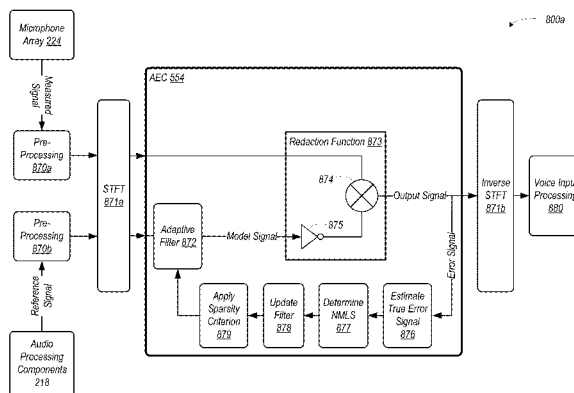 Microphone
Array 224
800a
Measured
Signal
AEC 554
Pre-
Processing
870a
STFT
871a
Redaction Function 873
874
Output Signal
Inverse
STFT
871b
Voice Input
Processing
880
Pre-
Processing
870b
Adaptive
Filter 872
Model Signal
875
Error Signal
Reference
Signal
Apply
Sparsity
Criterion
879
Update
Filter
878
Determine
NMLS
877
Estimate
True Error
Signal
876
Audio
Processing
Components
218